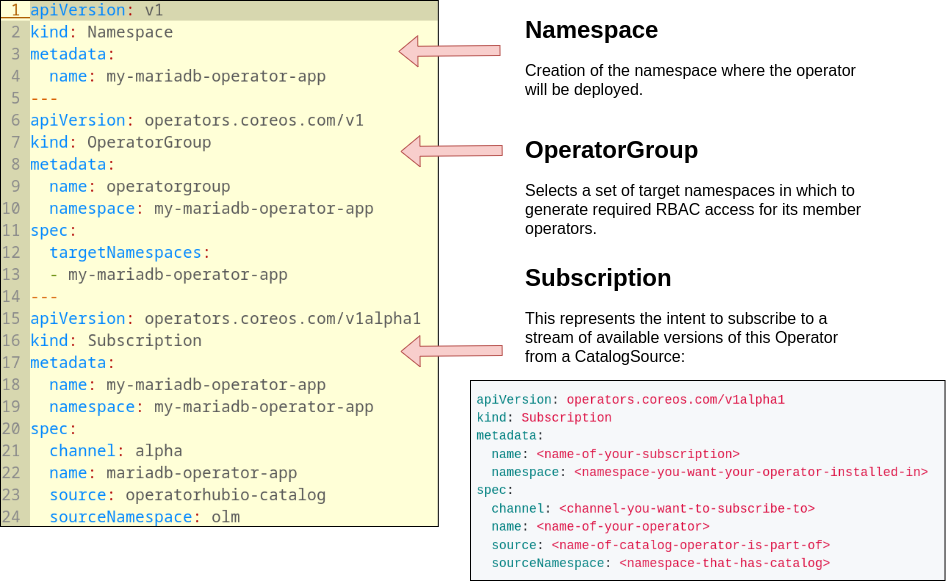 1 apiVersion: v1
2 kind: Namespace
3 metadata:
4   name: my-mariadb-operator-app
5 ---
6 apiVersion: operators.coreos.com/v1
7 kind: OperatorGroup
8 metadata:
9   name: operatorgroup
10   namespace: my-mariadb-operator-app
11 spec:
12   targetNamespaces:
13   - my-mariadb-operator-app
14 ---
15 apiVersion: operators.coreos.com/v1alpha1
16 kind: Subscription
17 metadata:
18   name: my-mariadb-operator-app
19   namespace: my-mariadb-operator-app
20 spec:
21   channel: alpha
22   name: mariadb-operator-app
23   source: operatorhubio-catalog
24   sourceNamespace: olm
Namespace
Creation of the namespace where the operator
will be deployed.
OperatorGroup
Selects a set of target namespaces in which to
generate required RBAC access for its member
operators.
Subscription
This represents the intent to subscribe to a
stream of available versions of this Operator
from a CatalogSource:
apiVersion: operators.coreos.com/v1alpha1
kind: Subscription
metadata:
  name: <name-of-your-subscription>
  namespace: <namespace-you-want-your-operator-installed-in>
spec:
  channel: <channel-you-want-to-subscribe-to>
  name: <name-of-your-operator>
  source: <name-of-catalog-operator-is-part-of>
  sourceNamespace: <namespace-that-has-catalog>